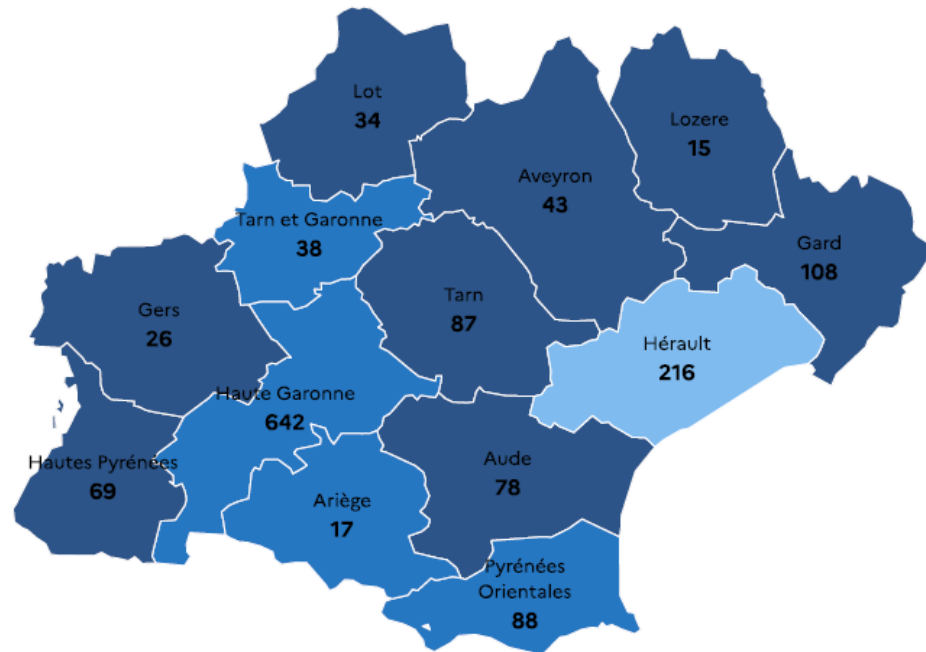 Lot
34
Lozere
15
Aveyron
43
Tarn et Garonne
38
Gard
108
Gers
26
Tarn
87
Hérault
216
Haute Garonne
642
Hautes Pyrénées
69
Aude
78
Ariège
17
Pyrénées
Orientales
88